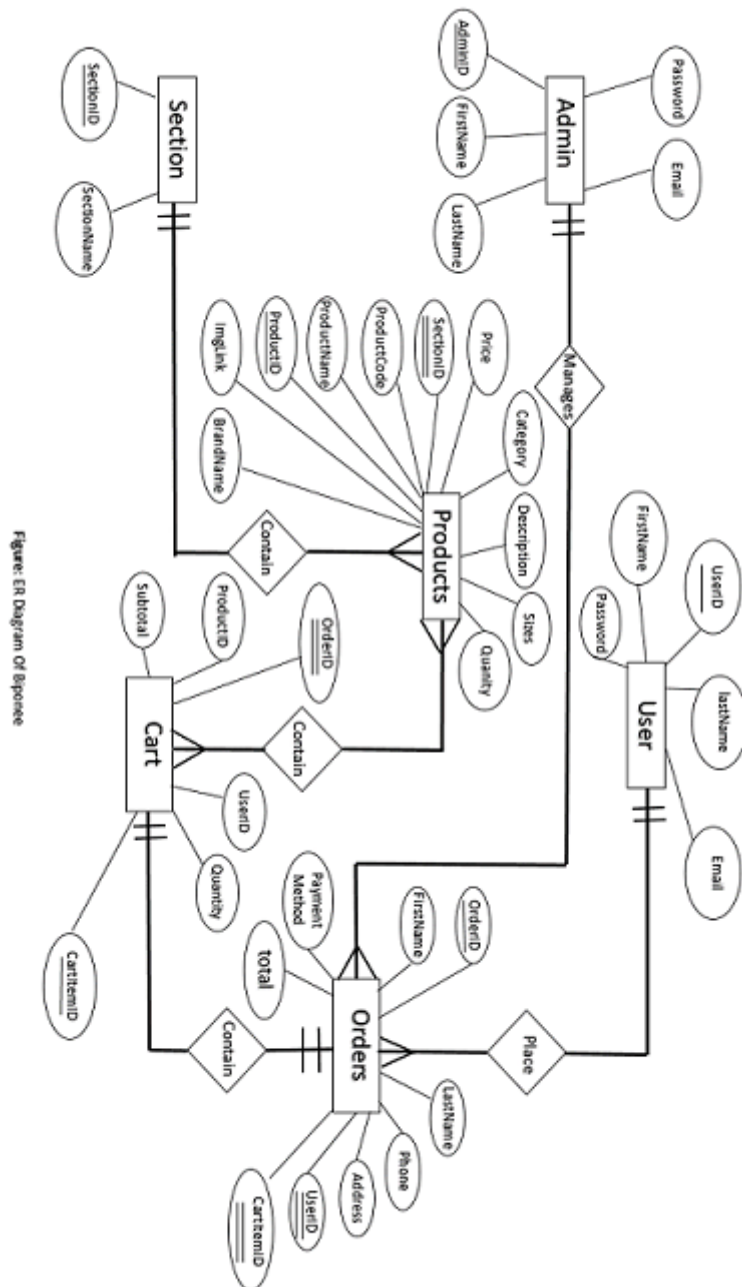 Password
Email
Admin
AdminID
FirstName
LastName
Manages
UserID
lastName
FirstName
Password
Email
User
Price
SectionID
ProductCode
ProductName
ProductID
ImgLink
BrandName
Category
Description
Sizes
Quanity
Products
Section
SectionID
SectionName
Contain
Contain
Place
OrderID
ProductID
Subtotal
Cart
UserID
Quantity
CartItemID
Contain
OrderID
FirstName
Payment
Method
total
Orders
LastName
Phone
Address
UserID
CartItemID
Figure: ER Diagram Of Biponee